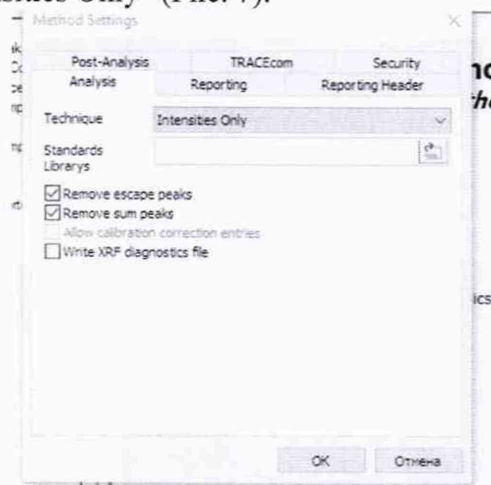 Method Settings
Post-Analysis TRACEcom Security
Analysis Reporting Reporting Header
Technique Intensities Only
Standards
Librarys
Remove escape peaks
Remove sum peaks
Allow calibration correction entries
Write XRF diagnostics file
ics
OK Отмена